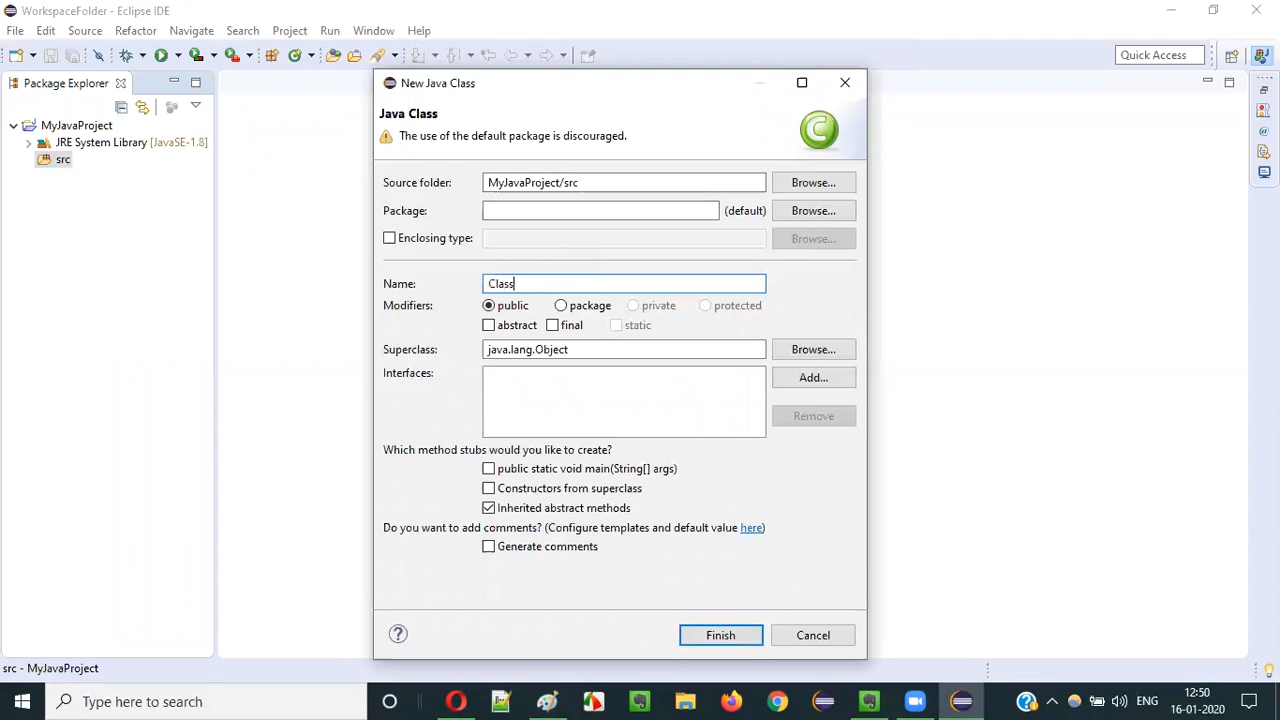 WorkspaceFolder - Eclipse IDE
File Edit Source Refactor Navigate Search Project Run Window Help
Quick Access
Package Explorer
MyJavaProject
JRE System Library [JavaSE-1.8]
src
New Java Class
Java Class
The use of the default package is discouraged.
Source folder: MyJavaProject/src Browse...
Package: (default) Browse...
Enclosing type: Browse...
Name: Class
Modifiers: public package private protected
abstract final static
Superclass: java.lang.Object Browse...
Interfaces: Add...
Remove
Which method stubs would you like to create?
public static void main(String[] args)
Constructors from superclass
Inherited abstract methods
Do you want to add comments? (Configure templates and default value here)
Generate comments
Finish Cancel
src - MyJavaProject
Type here to search
ENG
12:50
16-01-2020